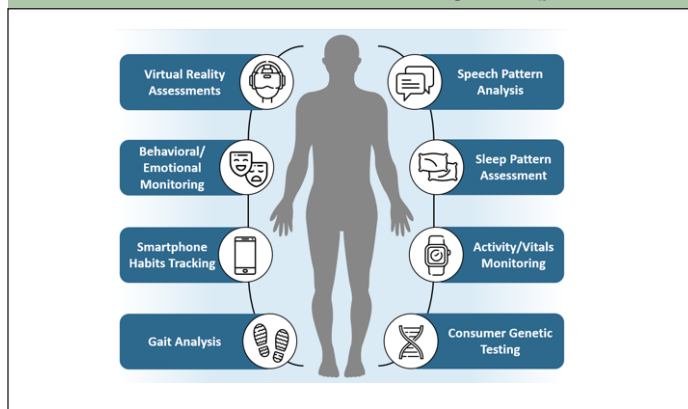 Virtual Reality
Assessments
Behavioral/
Emotional
Monitoring
Smartphone
Habits Tracking
Gait Analysis
Speech Pattern
Analysis
Sleep Pattern
Assessment
Activity/Vitals
Monitoring
Consumer Genetic
Testing